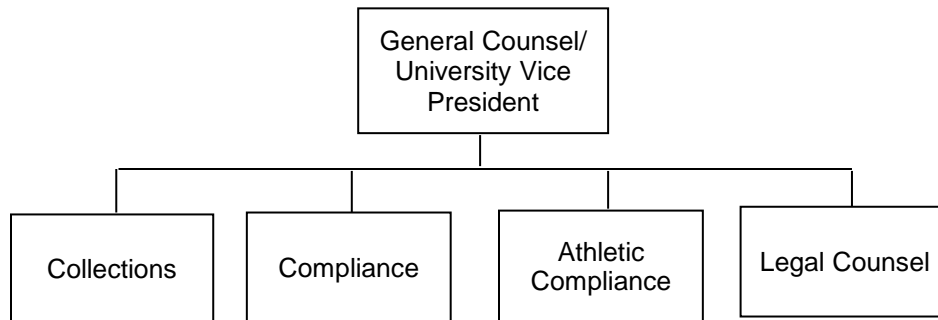 General Counsel/
University Vice
President
Collections
Compliance
Athletic
Compliance
Legal Counsel